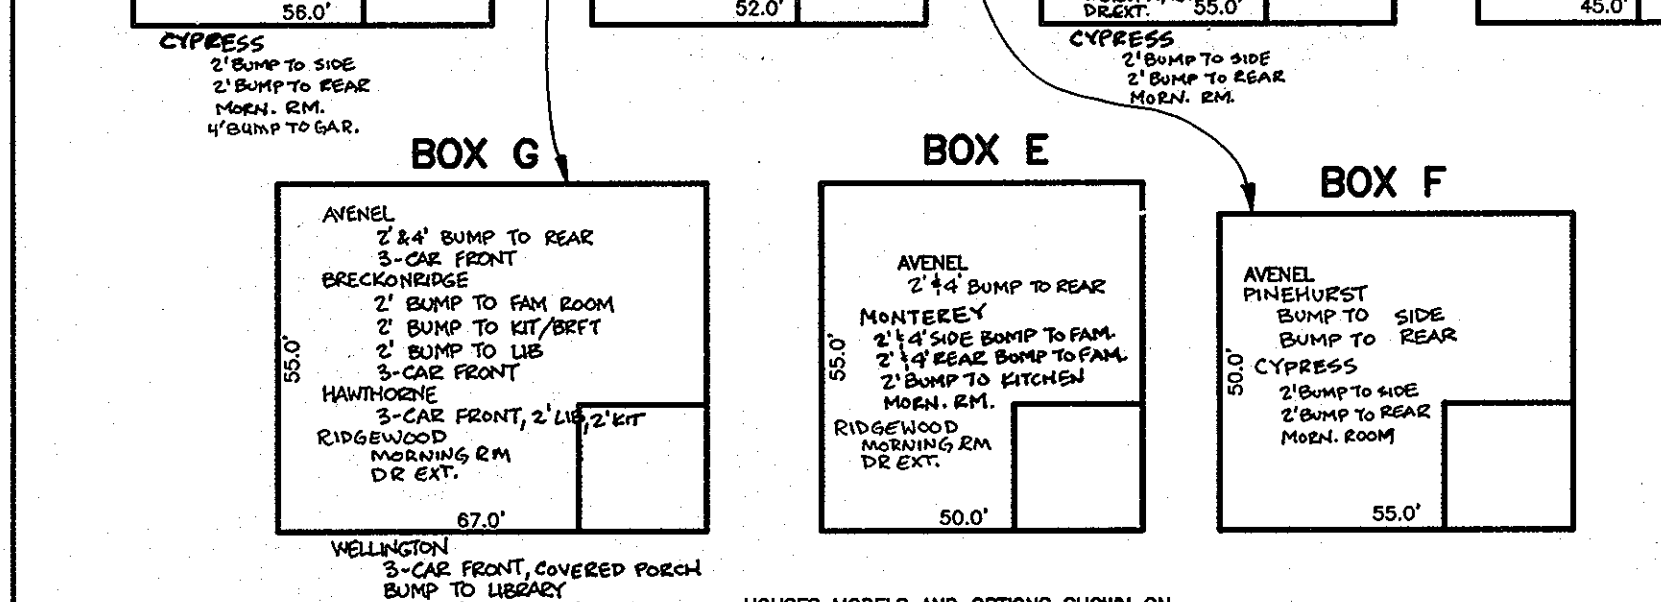 56.0'
52.0'
DR EXT. 55.0'
45.0'
CYPRESS
2' BUMP TO SIDE
2' BUMP TO REAR
MORN. RM.
4' BUMP TO GAR.
CYPRESS
2' BUMP TO SIDE
2' BUMP TO REAR
MORN. RM.
BOX G
AVENEL
2' & 4' BUMP TO REAR
3-CAR FRONT
BRECKONRIDGE
2' BUMP TO FAM ROOM
2' BUMP TO KIT/BRFT
2' BUMP TO LIB
3-CAR FRONT
HAWTHORNE
3-CAR FRONT, 2' LIB, 2' KIT
RIDGEWOOD
MORNING RM
DR EXT.
55.0'
67.0'
WELLINGTON
3-CAR FRONT, COVERED PORCH
BUMP TO LIBRARY
BOX E
AVENEL
2' & 4' BUMP TO REAR
MONTEREY
2' & 4' SIDE BUMP TO FAM.
2' & 4' REAR BUMP TO FAM.
2' BUMP TO KITCHEN
MORN. RM.
RIDGEWOOD
MORNING RM
DR EXT.
55.0'
50.0'
BOX F
AVENEL
PINEHURST
BUMP TO SIDE
BUMP TO REAR
CYPRESS
2' BUMP TO SIDE
2' BUMP TO REAR
MORN. ROOM
50.0'
55.0'
HOUSES MODELS AND OPTIONS SHOWN ON